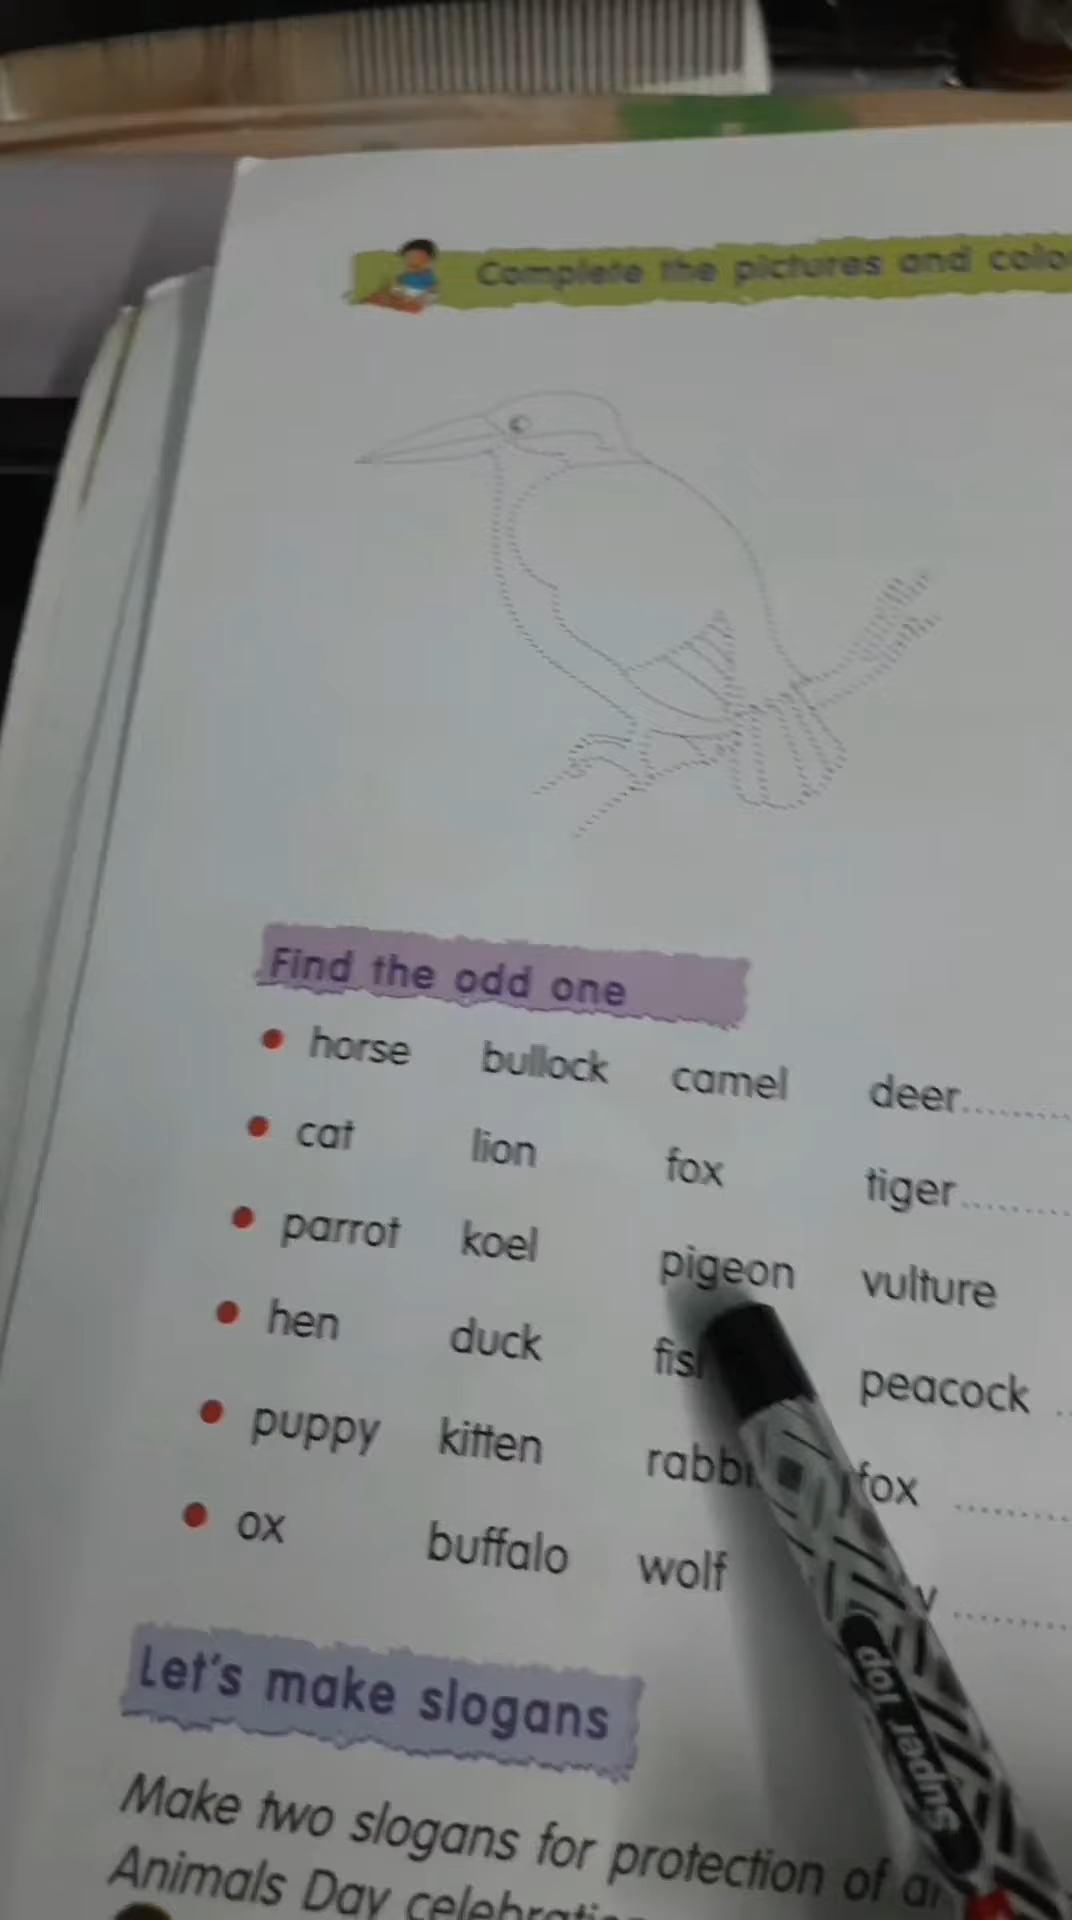 Complete the pictures and colo
Find the odd one
horse bullock camel deer..........
cat lion fox tiger..........
parrot koel pigeon vulture
hen duck peacock ..
puppy kitten fox ..........
ox buffalo wolf ..........
Let's make slogans
Make two slogans for protection of
Animals Day
Super Top